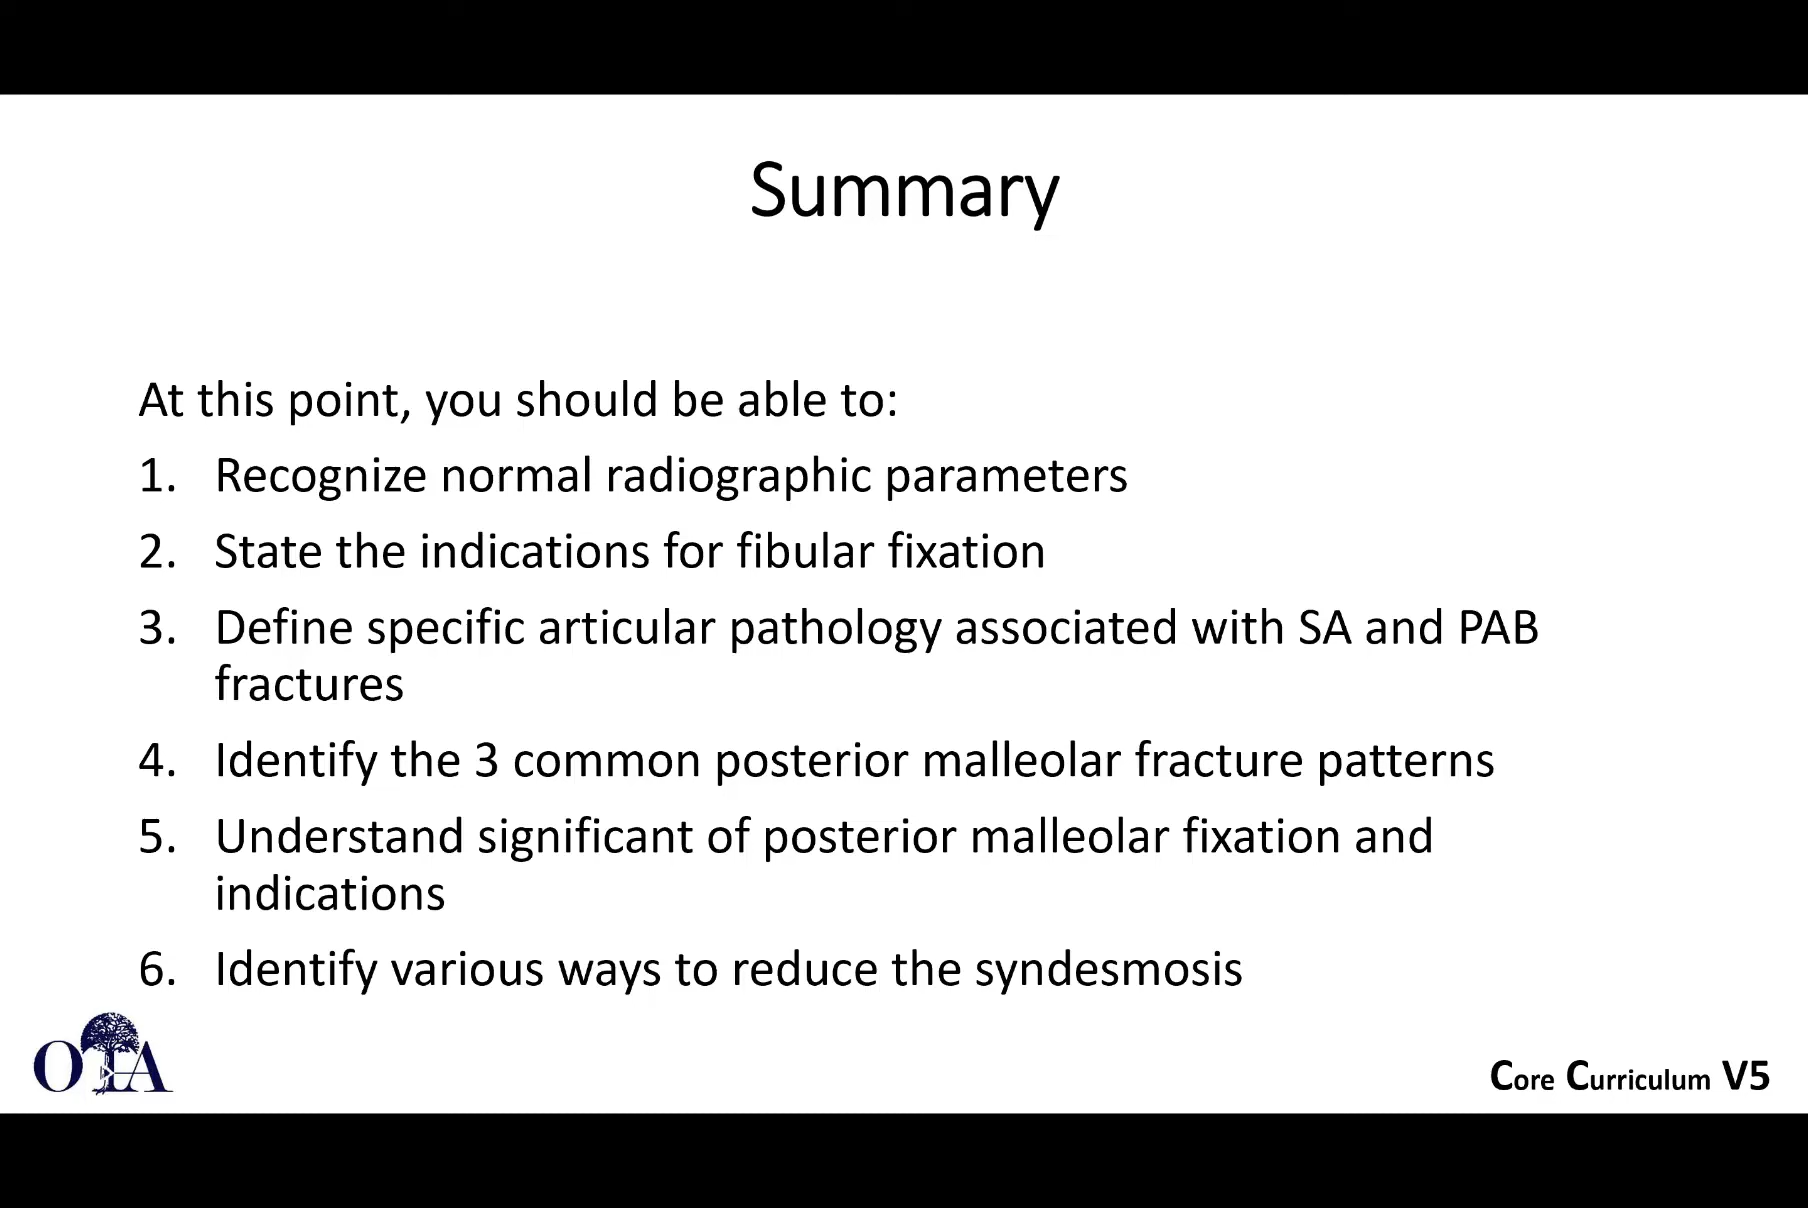 Summary
At this point, you should be able to:
1. Recognize normal radiographic parameters
2. State the indications for fibular fixation
3. Define specific articular pathology associated with SA and PAB
fractures
4. Identify the 3 common posterior malleolar fracture patterns
5. Understand significant of posterior malleolar fixation and
indications
6. Identify various ways to reduce the syndesmosis
OTA
Core Curriculum V5